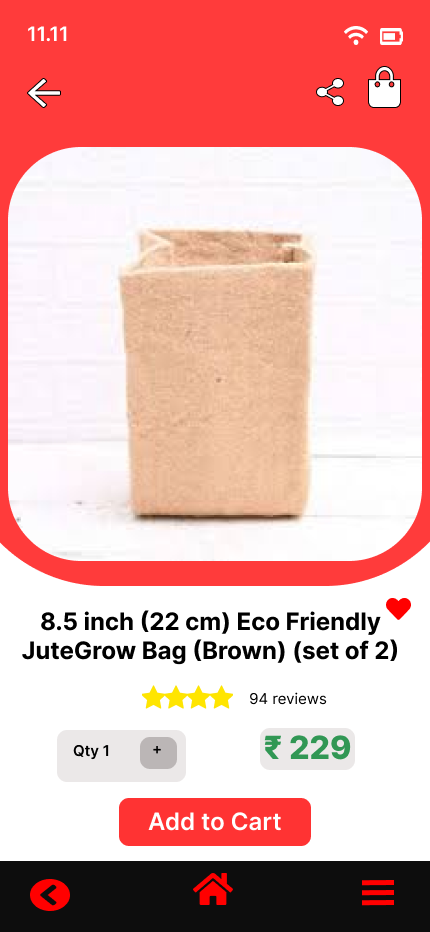 11.11
8.5 inch (22 cm) Eco Friendly
JuteGrow Bag (Brown) (set of 2)
94 reviews
Qty 1 +
₹ 229
Add to Cart